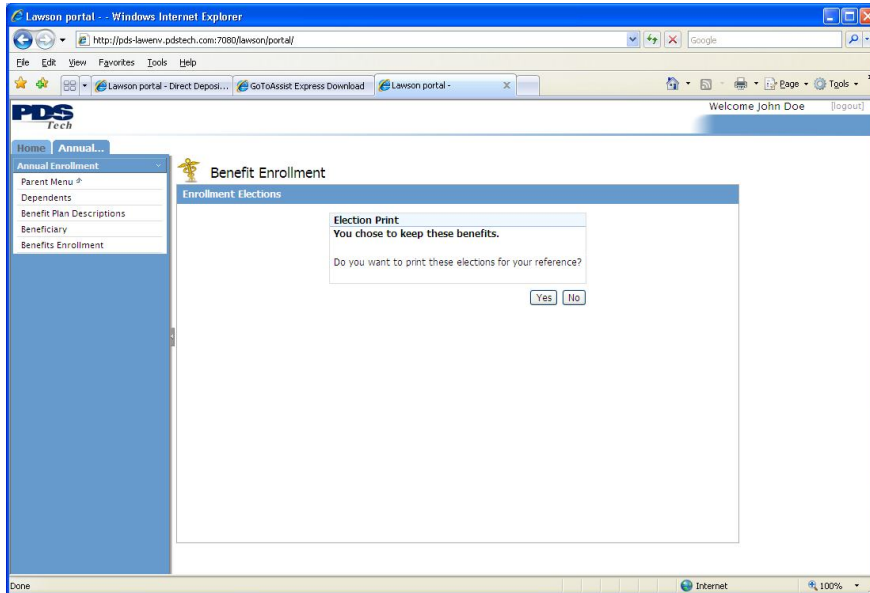 Lawson portal - - Windows Internet Explorer
http://pds-lawenv.pdstech.com:7080/lawson/portal/
Google
File Edit View Favorites Tools Help
Lawson portal - Direct Deposi... GoToAssist Express Download Lawson portal - Page Tools
Welcome John Doe [logout]
PDS
Tech
Home Annual...
Annual Enrollment
Parent Menu
Dependents
Benefit Plan Descriptions
Beneficiary
Benefits Enrollment
Benefit Enrollment
Enrollment Elections
Election Print
You chose to keep these benefits.
Do you want to print these elections for your reference?
Yes No
Done Internet 100%